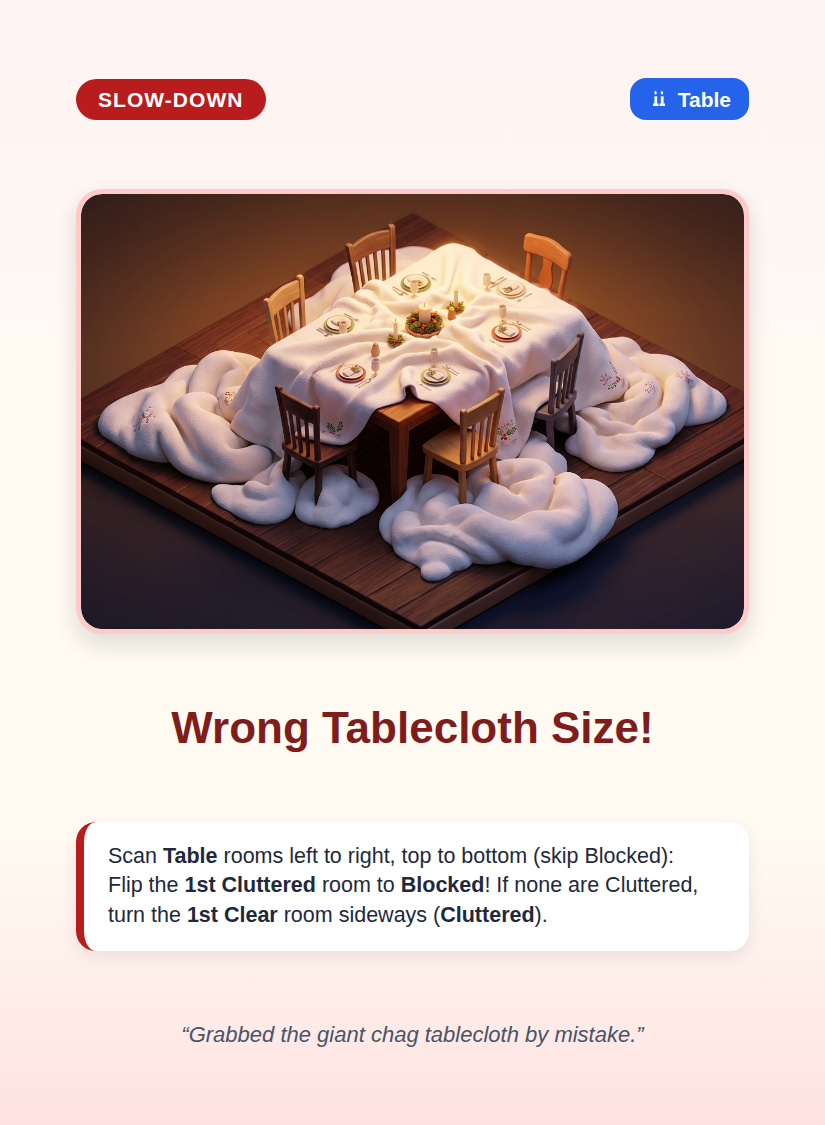 SLOW-DOWN
Table
Wrong Tablecloth Size!
Scan Table rooms left to right, top to bottom (skip Blocked):
Flip the 1st Cluttered room to Blocked! If none are Cluttered,
turn the 1st Clear room sideways (Cluttered).
“Grabbed the giant chag tablecloth by mistake.”